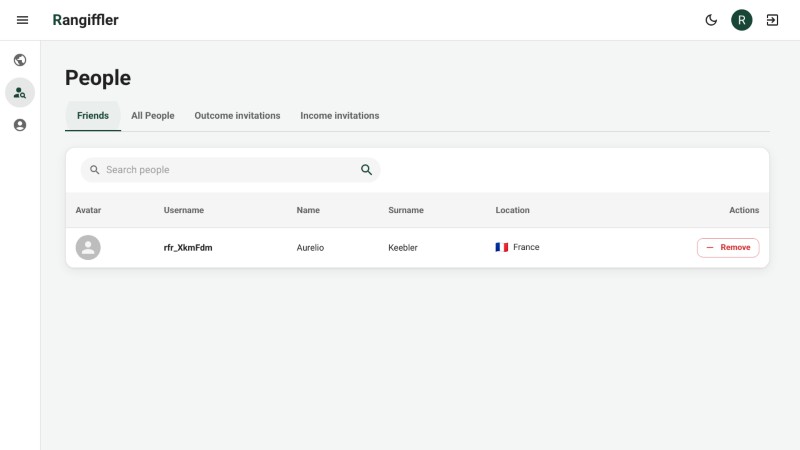 Rangiffler
R
People
Friends All People Outcome invitations Income invitations
Search people
Avatar Username Name Surname Location Actions
rfr_XkmFdm Aurelio Keebler France Remove